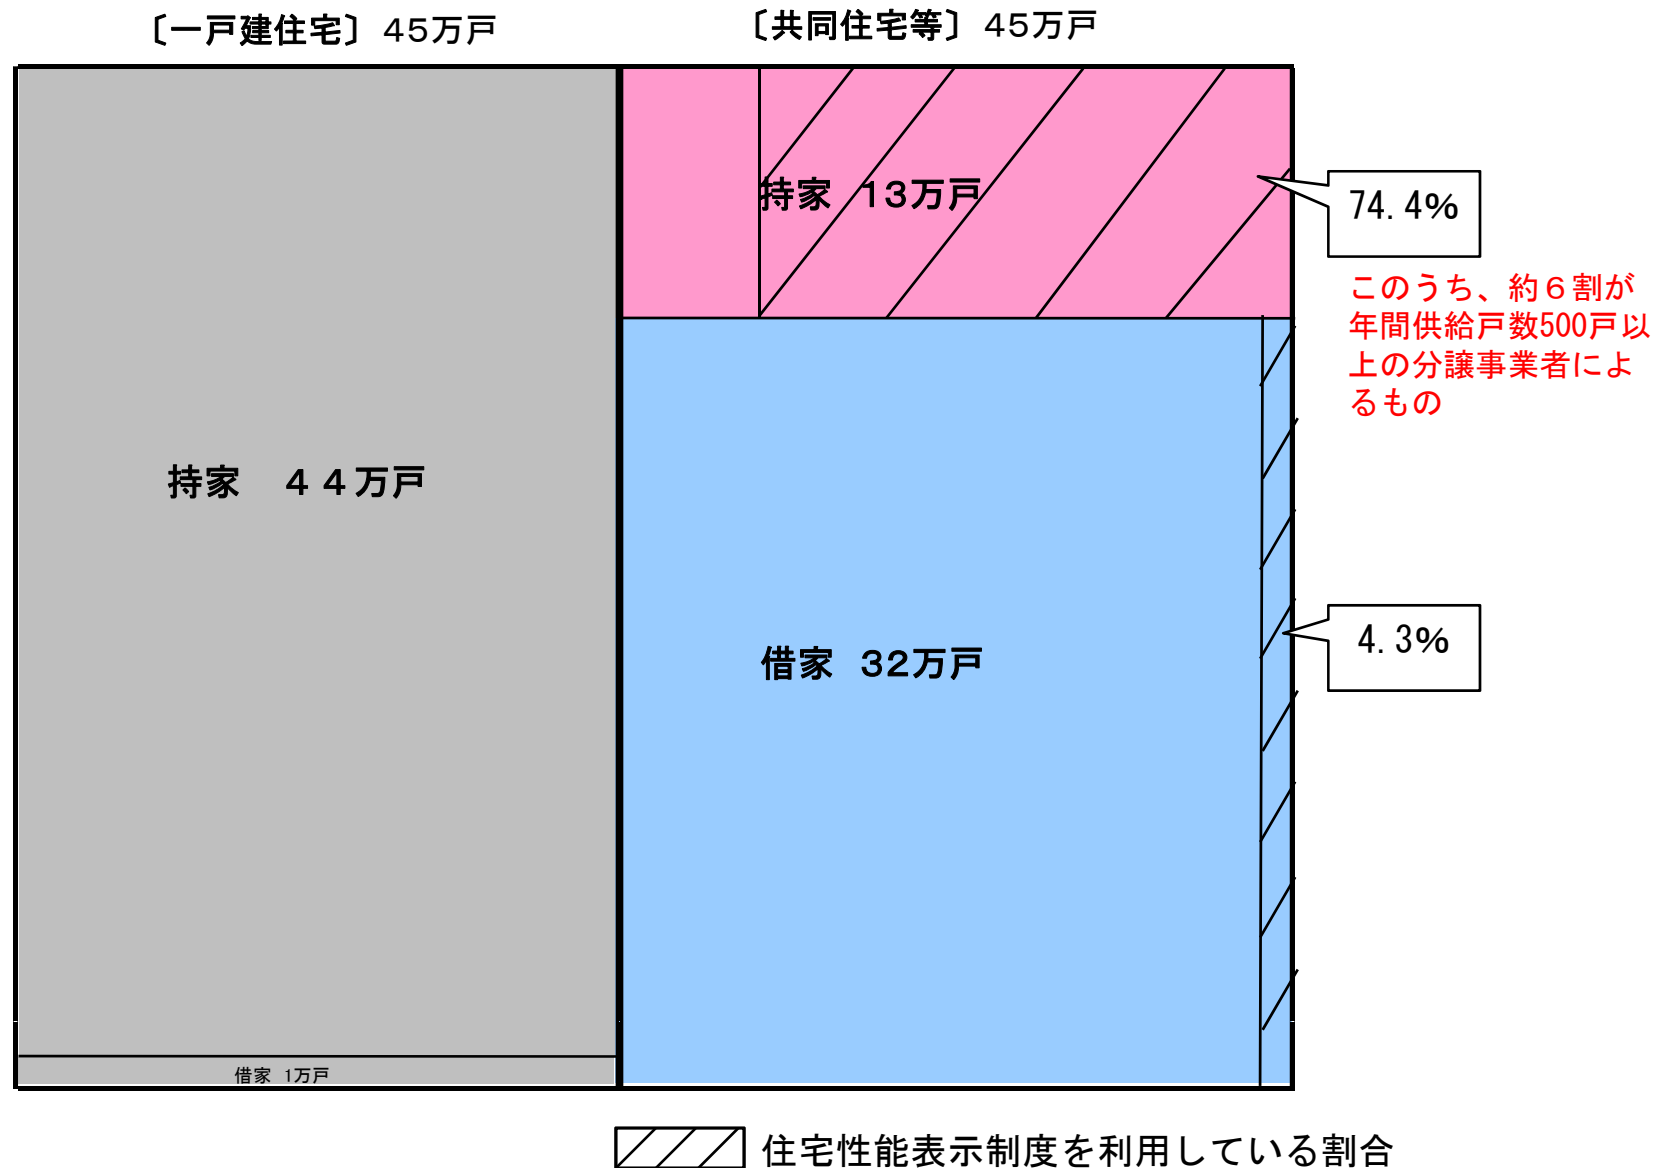 〔一戸建住宅〕45万戸
〔共同住宅等〕45万戸
持家 13万戸
74.4%
このうち、約６割が
年間供給戸数500戸以
上の分譲事業者によ
るもの
持家 ４４万戸
借家 32万戸
4.3%
借家 1万戸
住宅性能表示制度を利用している割合